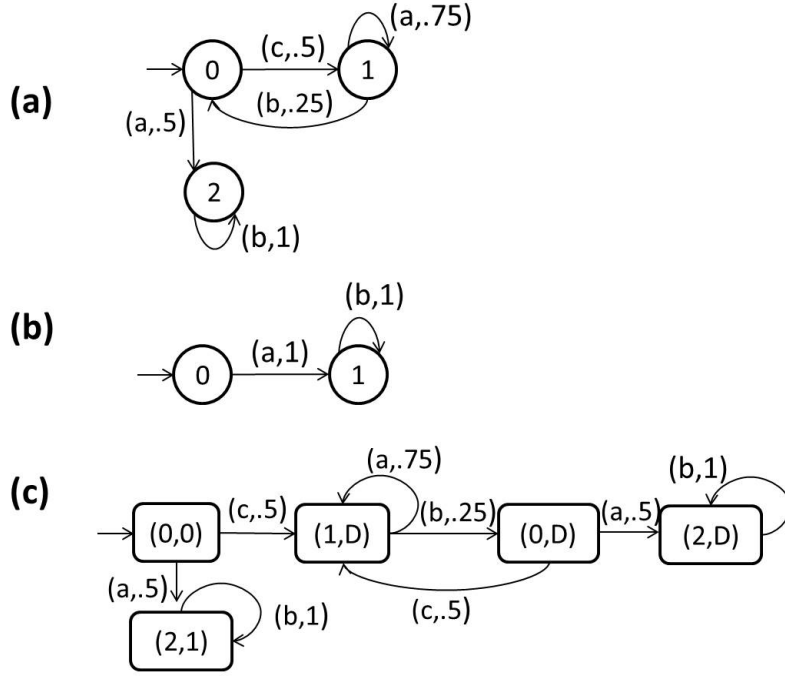 (a,.75)
(c,.5)
0
1
(a)
(b,.25)
(a,.5)
2
(b,1)
(b,1)
(b)
(a,1)
0
1
(c)
(a,.75)
(b,1)
(c,.5)
(b,.25)
(a,.5)
(0,0)
(1,D)
(0,D)
(2,D)
(a,.5)
(c,.5)
(b,1)
(2,1)